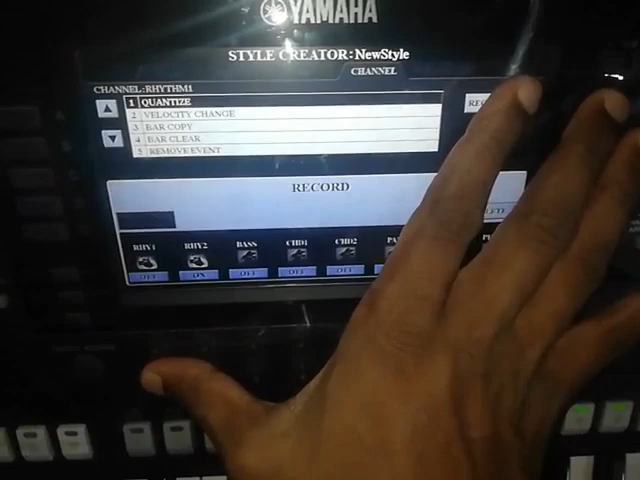 YAMAHA
STYLE CREATOR:NewStyle
CHANNEL
CHANNEL:RHYTHM1
1 QUANTIZE
2 VELOCITY CHANGE
3 BAR COPY
4 BAR CLEAR
5 REMOVE EVENT
RECORD
RHY1 RHY2 BASS CHD1 CHD2
OFF ON OFF OFF OFF